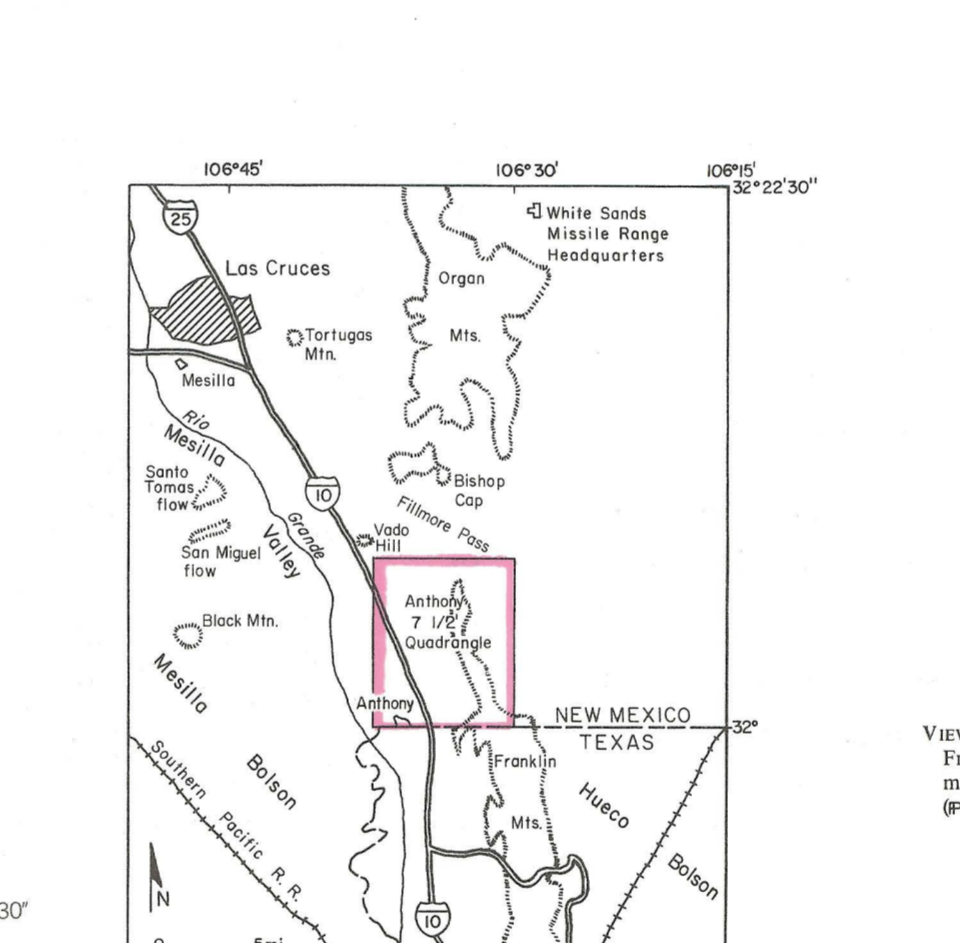 106°45'
106°30'
106°15'
32°22'30"
25
White Sands
Missile Range
Headquarters
Las Cruces
Organ
Mts.
Tortugas
Mtn.
Mesilla
Rio
Mesilla
Santo
Tomas
flow
Bishop
Cap
10
Fillmore Pass
Grande
Valley
Vado
Hill
San Miguel
flow
Anthony
7 1/2'
Quadrangle
Black Mtn.
Mesilla
Anthony
NEW MEXICO
32°
TEXAS
Southern
Bolson
Franklin
Hueco
Pacific
Mts.
R. R.
Bolson
N
30"
10